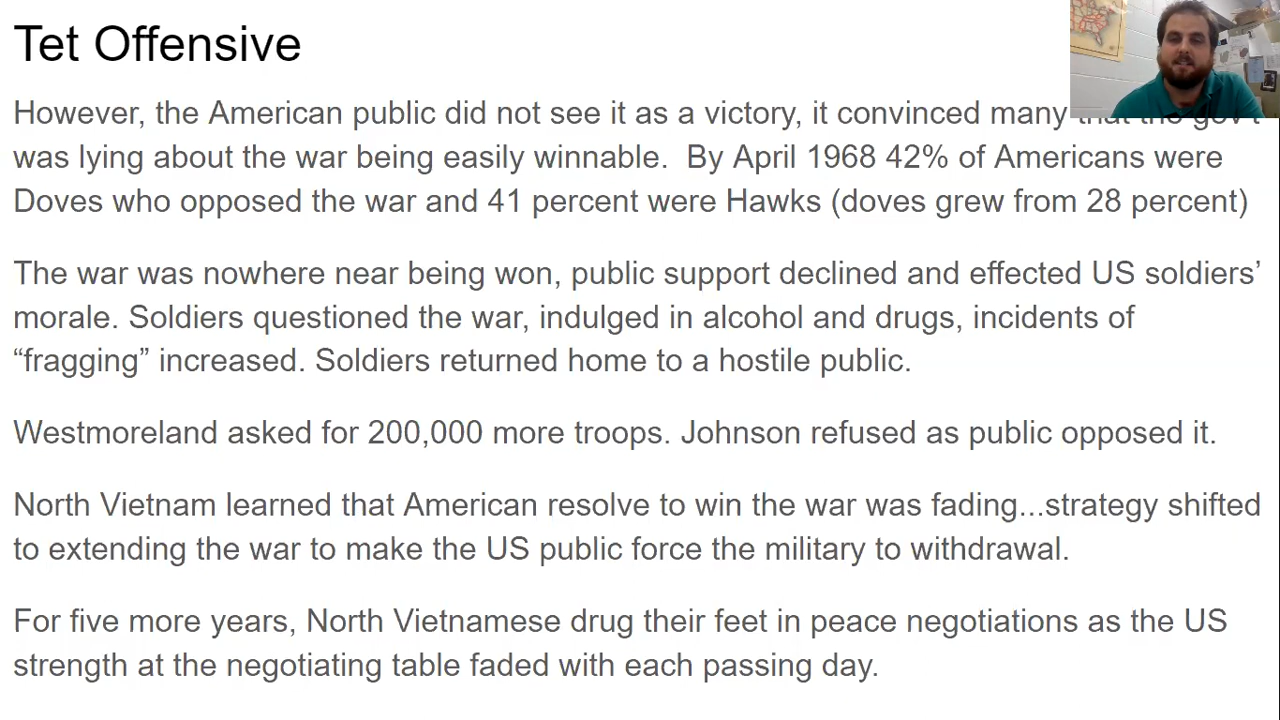 Tet Offensive
However, the American public did not see it as a victory, it convinced many that the gov't
was lying about the war being easily winnable. By April 1968 42% of Americans were
Doves who opposed the war and 41 percent were Hawks (doves grew from 28 percent)
The war was nowhere near being won, public support declined and effected US soldiers’
morale. Soldiers questioned the war, indulged in alcohol and drugs, incidents of
“fragging” increased. Soldiers returned home to a hostile public.
Westmoreland asked for 200,000 more troops. Johnson refused as public opposed it.
North Vietnam learned that American resolve to win the war was fading...strategy shifted
to extending the war to make the US public force the military to withdrawal.
For five more years, North Vietnamese drug their feet in peace negotiations as the US
strength at the negotiating table faded with each passing day.